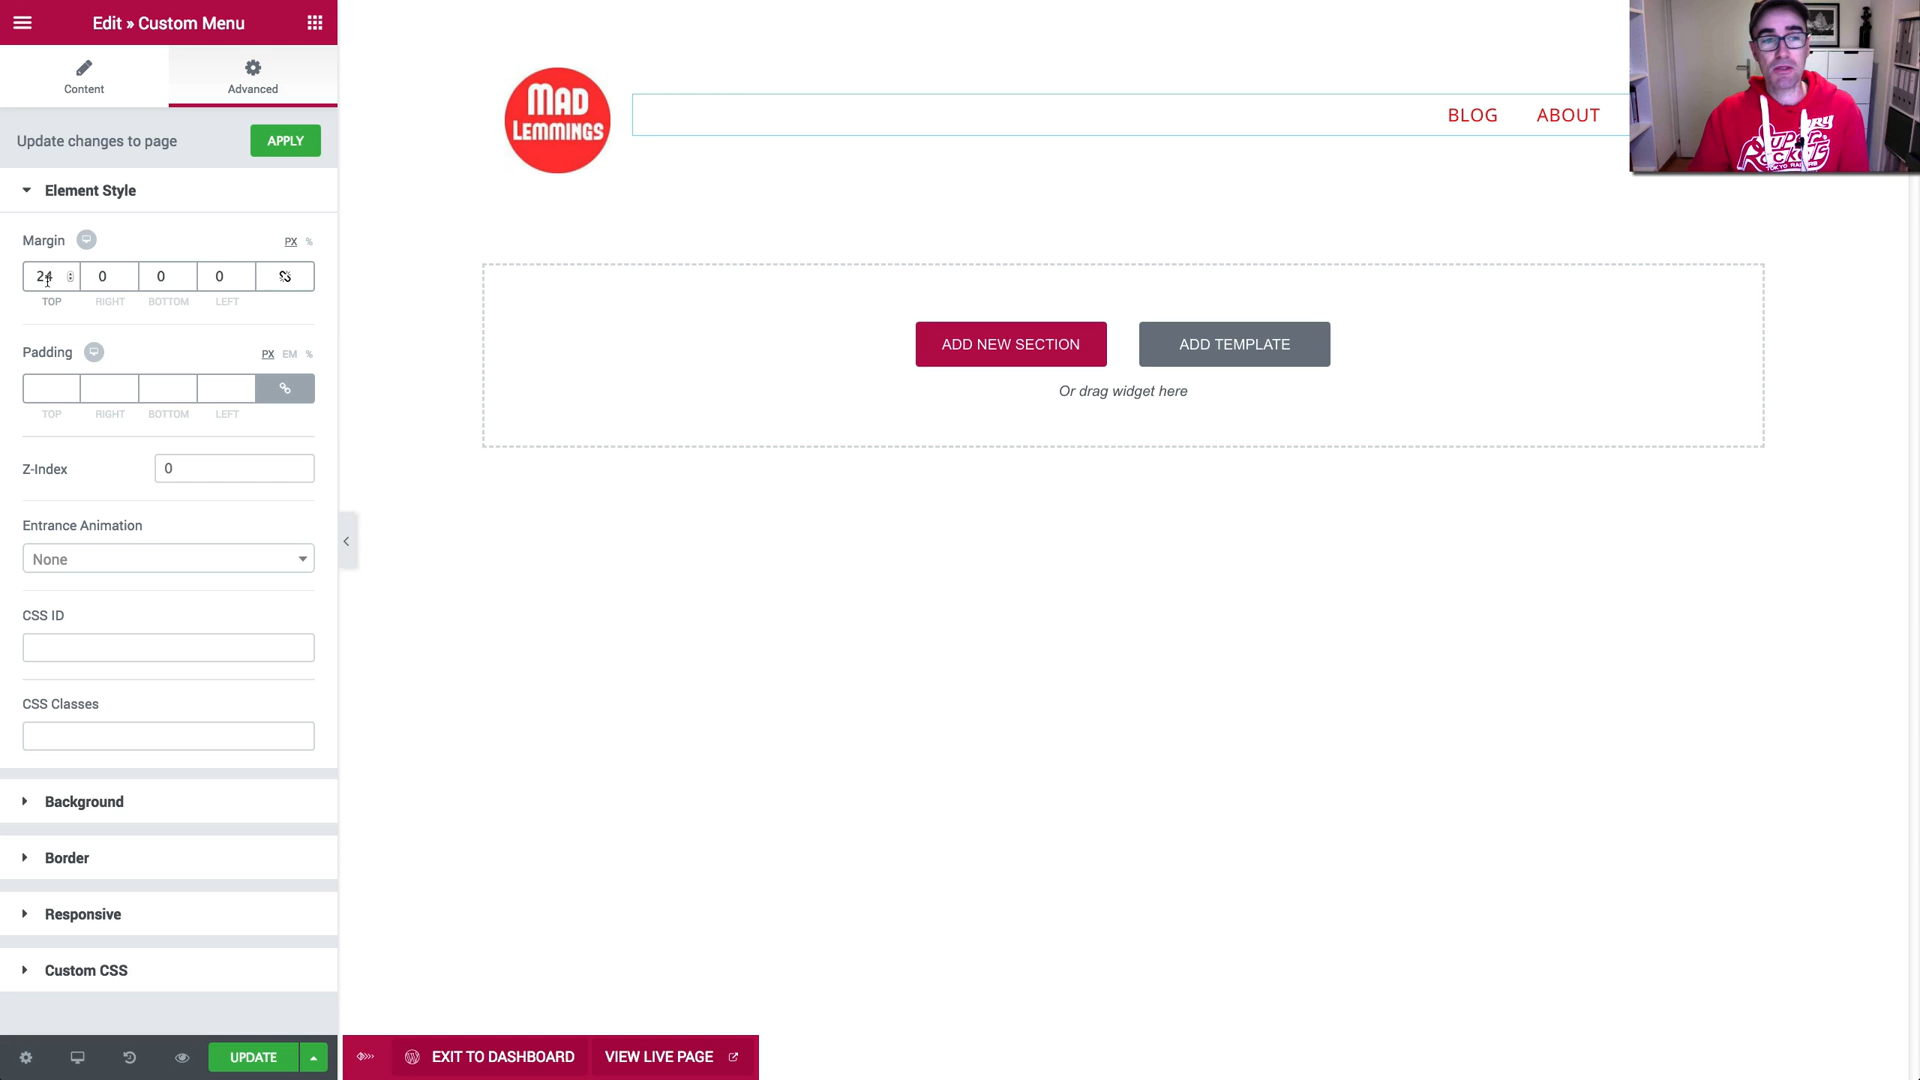 Edit » Custom Menu
Content
Advanced
Update changes to page
APPLY
Element Style
Margin
PX %
24 0 0 0
TOP RIGHT BOTTOM LEFT
Padding
PX EM %
TOP RIGHT BOTTOM LEFT
Z-Index
0
Entrance Animation
None
CSS ID
CSS Classes
Background
Border
Responsive
Custom CSS
UPDATE
MAD
LEMMINGS
BLOG ABOUT
ADD NEW SECTION
ADD TEMPLATE
Or drag widget here
EXIT TO DASHBOARD
VIEW LIVE PAGE